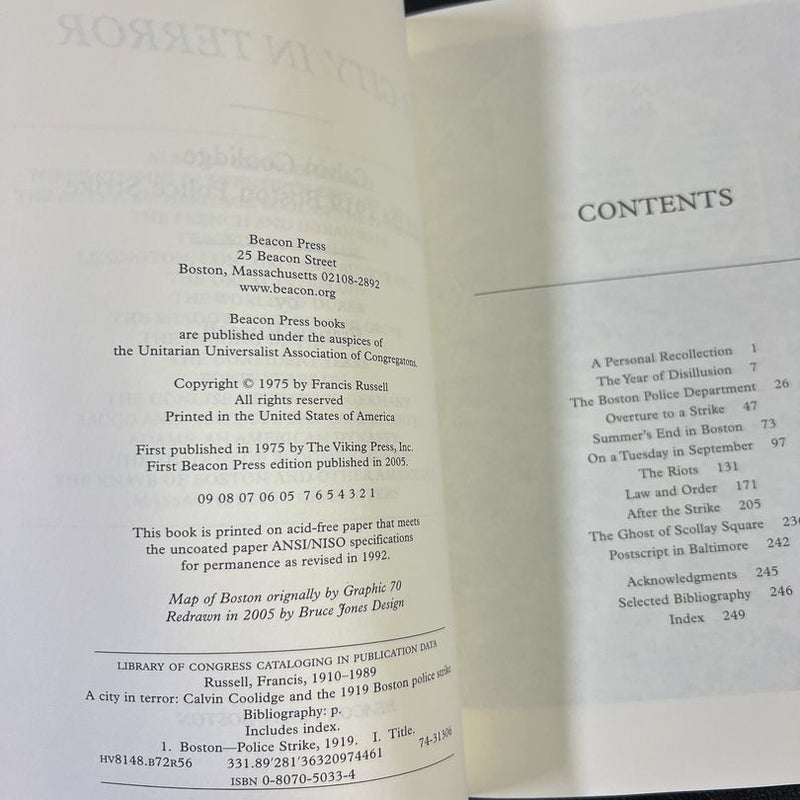 Beacon Press
25 Beacon Street
Boston, Massachusetts 02108-2892
www.beacon.org
Beacon Press books
are published under the auspices of
the Unitarian Universalist Association of Congregatons.
Copyright © 1975 by Francis Russell
All rights reserved
Printed in the United States of America
First published in 1975 by The Viking Press, Inc.
First Beacon Press edition published in 2005.
09 08 07 06 05 7 6 5 4 3 2 1
This book is printed on acid-free paper that meets
the uncoated paper ANSI/NISO specifications
for permanence as revised in 1992.
Map of Boston orignally by Graphic 70
Redrawn in 2005 by Bruce Jones Design
LIBRARY OF CONGRESS CATALOGING IN PUBLICATION DATA
Russell, Francis, 1910–1989
A city in terror: Calvin Coolidge and the 1919 Boston police strike.
Bibliography: p.
Includes index.
1. Boston—Police Strike, 1919. I. Title.
HV8148.B72R56 331.89'281'36320974461 74-31306
ISBN 0-8070-5033-4
CONTENTS
A Personal Recollection 1
The Year of Disillusion 7
The Boston Police Department 26
Overture to a Strike 47
Summer's End in Boston 73
On a Tuesday in September 97
The Riots 131
Law and Order 171
After the Strike 205
The Ghost of Scollay Square
Postscript in Baltimore 242
Acknowledgments 245
Selected Bibliography 246
Index 249